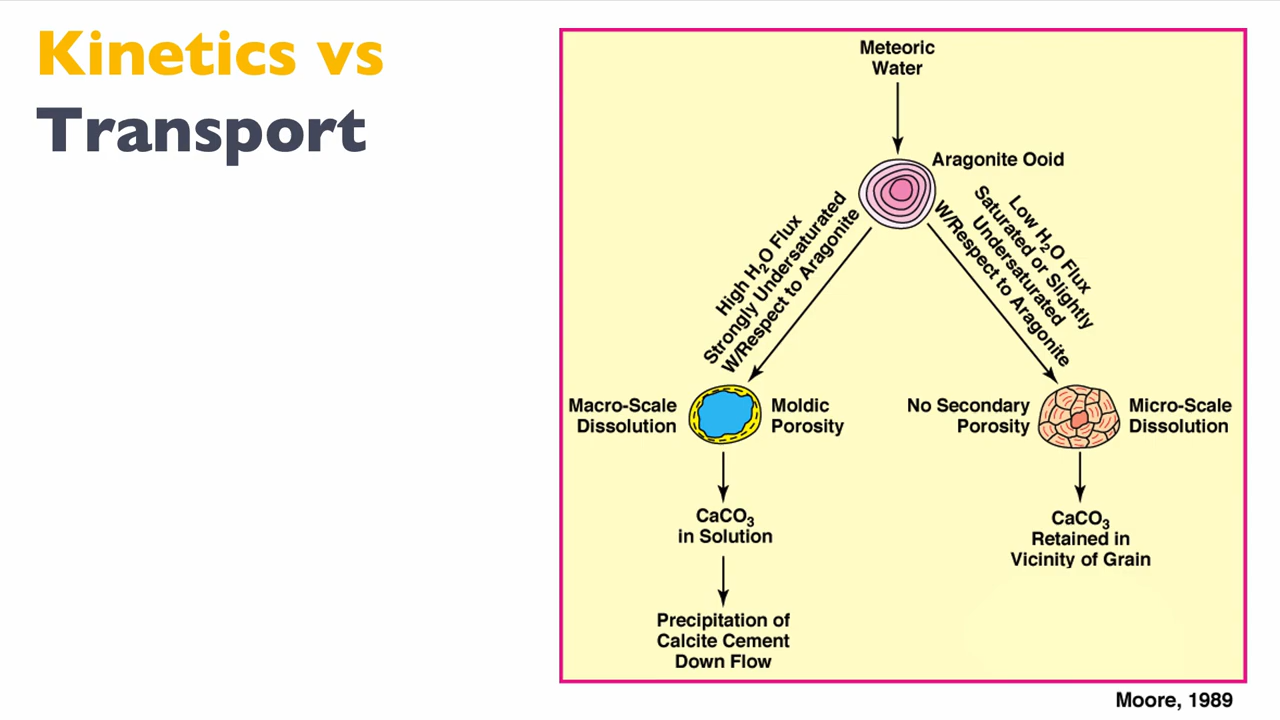 Kinetics vs
Transport
Meteoric
Water
Aragonite Ooid
High H₂O Flux
Strongly Undersaturated
W/Respect to Aragonite
Low H₂O Flux
Saturated or Slightly
Undersaturated
W/Respect to Aragonite
Macro-Scale
Dissolution
Moldic
Porosity
No Secondary
Porosity
Micro-Scale
Dissolution
CaCO₃
in Solution
CaCO₃
Retained in
Vicinity of Grain
Precipitation of
Calcite Cement
Down Flow
Moore, 1989